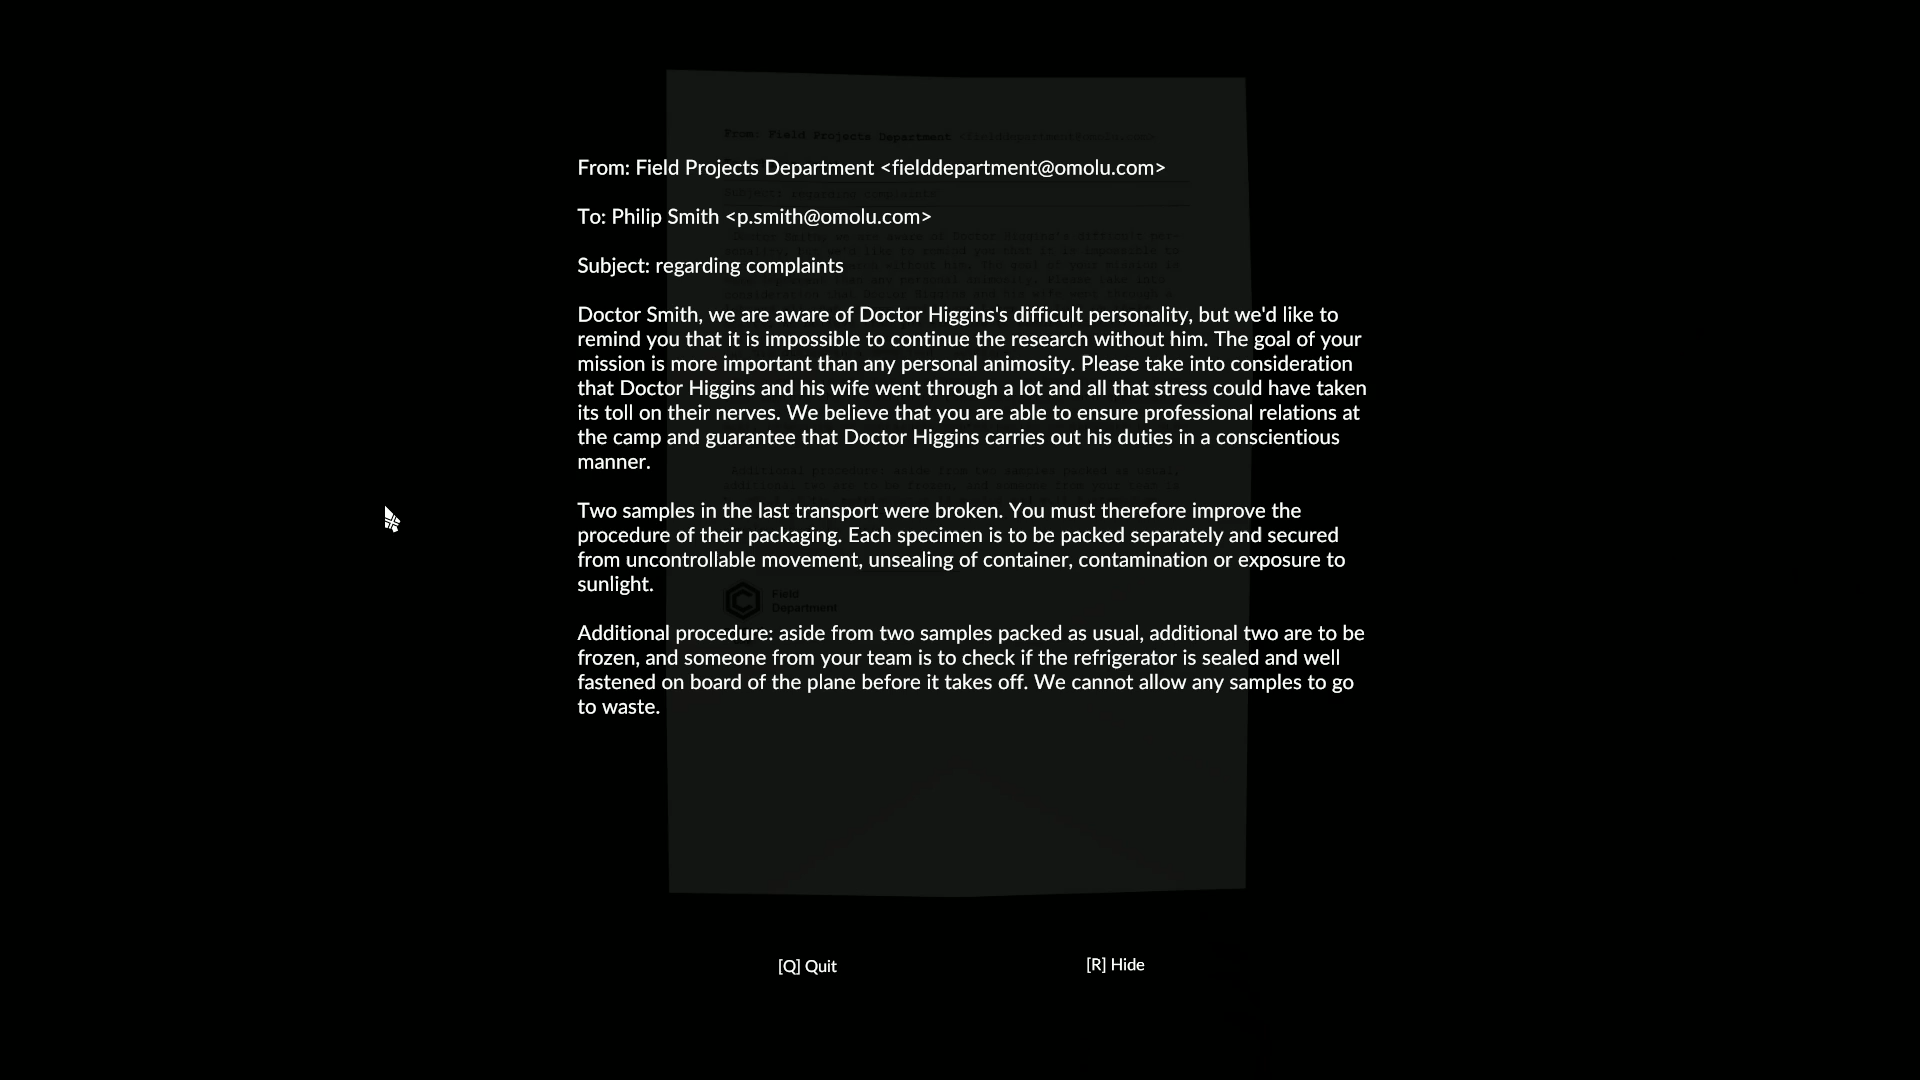 From: Field Projects Department <fielddepartment@omolu.com>
To: Philip Smith <p.smith@omolu.com>
Subject: regarding complaints
Doctor Smith, we are aware of Doctor Higgins's difficult personality, but we'd like to
remind you that it is impossible to continue the research without him. The goal of your
mission is more important than any personal animosity. Please take into consideration
that Doctor Higgins and his wife went through a lot and all that stress could have taken
its toll on their nerves. We believe that you are able to ensure professional relations at
the camp and guarantee that Doctor Higgins carries out his duties in a conscientious
manner.
Two samples in the last transport were broken. You must therefore improve the
procedure of their packaging. Each specimen is to be packed separately and secured
from uncontrollable movement, unsealing of container, contamination or exposure to
sunlight.
Additional procedure: aside from two samples packed as usual, additional two are to be
frozen, and someone from your team is to check if the refrigerator is sealed and well
fastened on board of the plane before it takes off. We cannot allow any samples to go
to waste.
Field
Department
[Q] Quit
[R] Hide